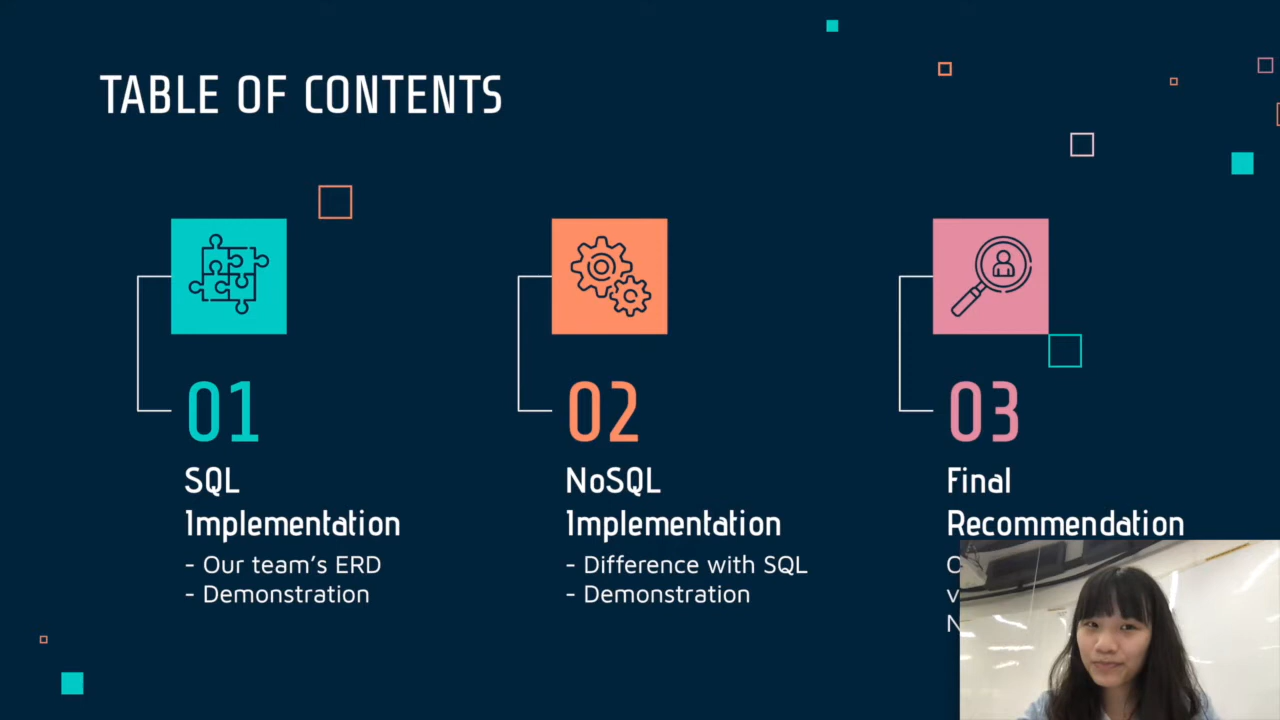 TABLE OF CONTENTS
01
SQL
Implementation
- Our team's ERD
- Demonstration
02
NoSQL
Implementation
- Difference with SQL
- Demonstration
03
Final
Recommendation